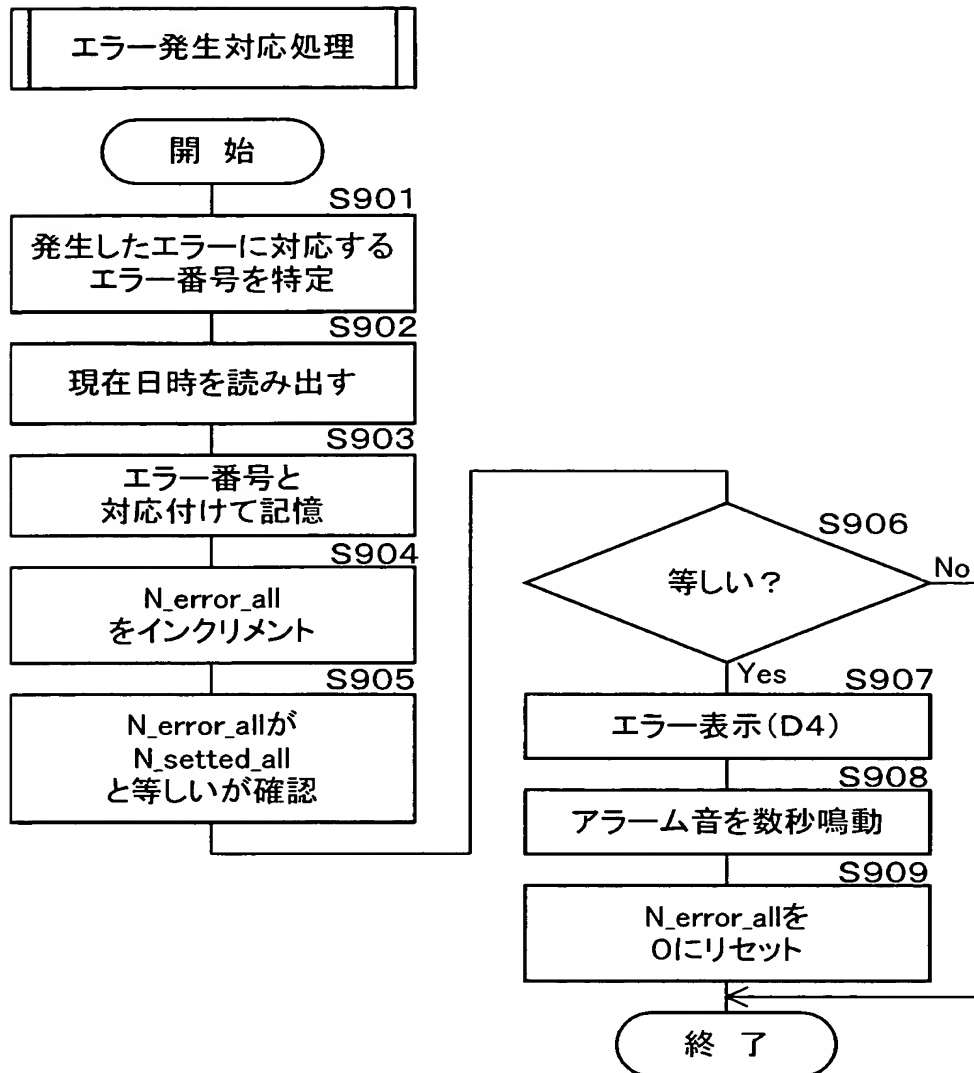 エラー発生対応処理
開 始
S901
発生したエラーに対応する
エラー番号を特定
S902
現在日時を読み出す
S903
エラー番号と
対応付けて記憶
S904
N_error_all
をインクリメント
S905
N_error_allが
N_setted_all
と等しいが確認
S906
等しい？
No
Yes
S907
エラー表示(D4)
S908
アラーム音を数秒鳴動
S909
N_error_allを
0にリセット
終 了